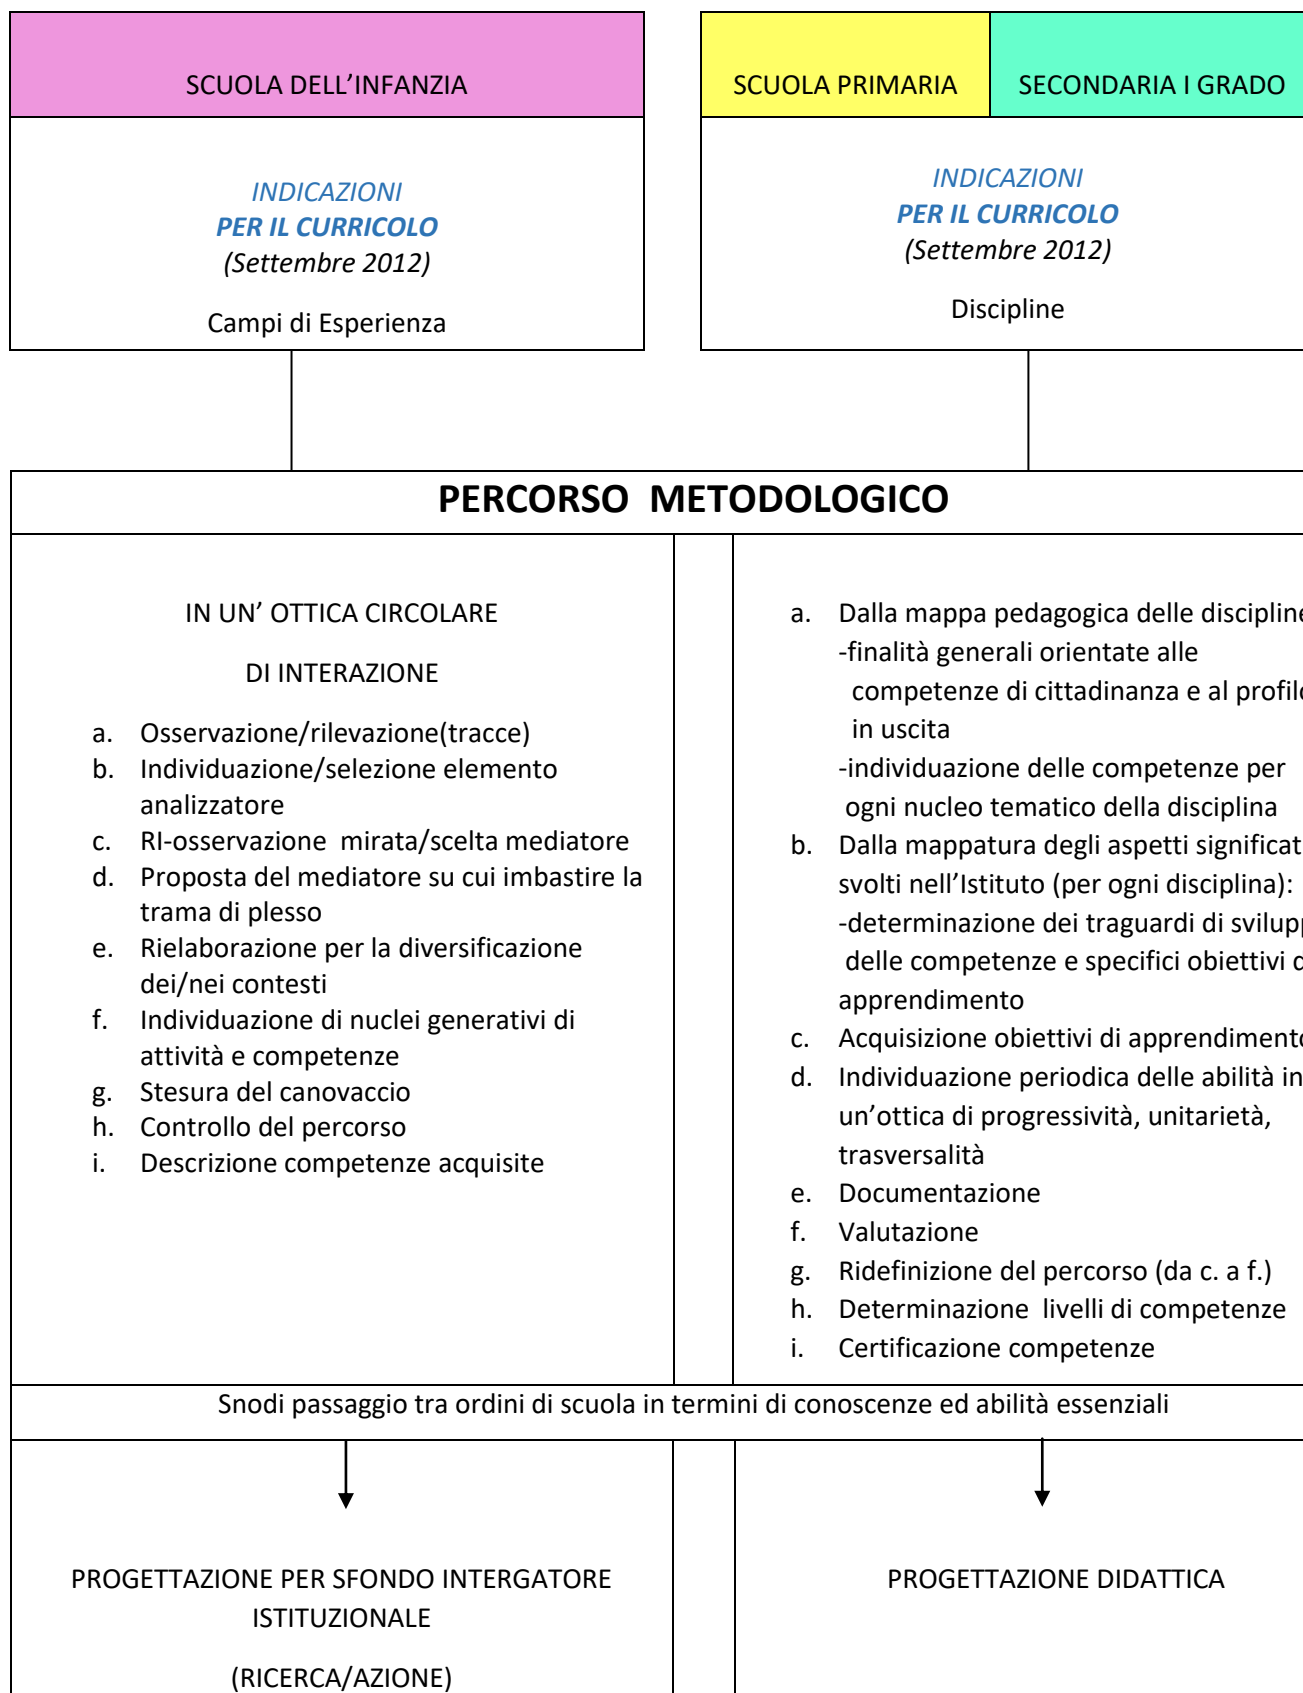 SCUOLA DELL’INFANZIA
INDICAZIONI
PER IL CURRICOLO
(Settembre 2012)
Campi di Esperienza
SCUOLA PRIMARIA
SECONDARIA I GRADO
INDICAZIONI
PER IL CURRICOLO
(Settembre 2012)
Discipline
PERCORSO METODOLOGICO
IN UN’ OTTICA CIRCOLARE
DI INTERAZIONE
a. Osservazione/rilevazione(tracce)
b. Individuazione/selezione elemento
analizzatore
c. RI-osservazione mirata/scelta mediatore
d. Proposta del mediatore su cui imbastire la
trama di plesso
e. Rielaborazione per la diversificazione
dei/nei contesti
f. Individuazione di nuclei generativi di
attività e competenze
g. Stesura del canovaccio
h. Controllo del percorso
i. Descrizione competenze acquisite
a. Dalla mappa pedagogica delle discipline
-finalità generali orientate alle
competenze di cittadinanza e al profilo
in uscita
-individuazione delle competenze per
ogni nucleo tematico della disciplina
b. Dalla mappatura degli aspetti significat
svolti nell’Istituto (per ogni disciplina):
-determinazione dei traguardi di svilupp
delle competenze e specifici obiettivi d
apprendimento
c. Acquisizione obiettivi di apprendimento
d. Individuazione periodica delle abilità in
un’ottica di progressività, unitarietà,
trasversalità
e. Documentazione
f. Valutazione
g. Ridefinizione del percorso (da c. a f.)
h. Determinazione livelli di competenze
i. Certificazione competenze
Snodi passaggio tra ordini di scuola in termini di conoscenze ed abilità essenziali
PROGETTAZIONE PER SFONDO INTERGATORE
ISTITUZIONALE
(RICERCA/AZIONE)
PROGETTAZIONE DIDATTICA